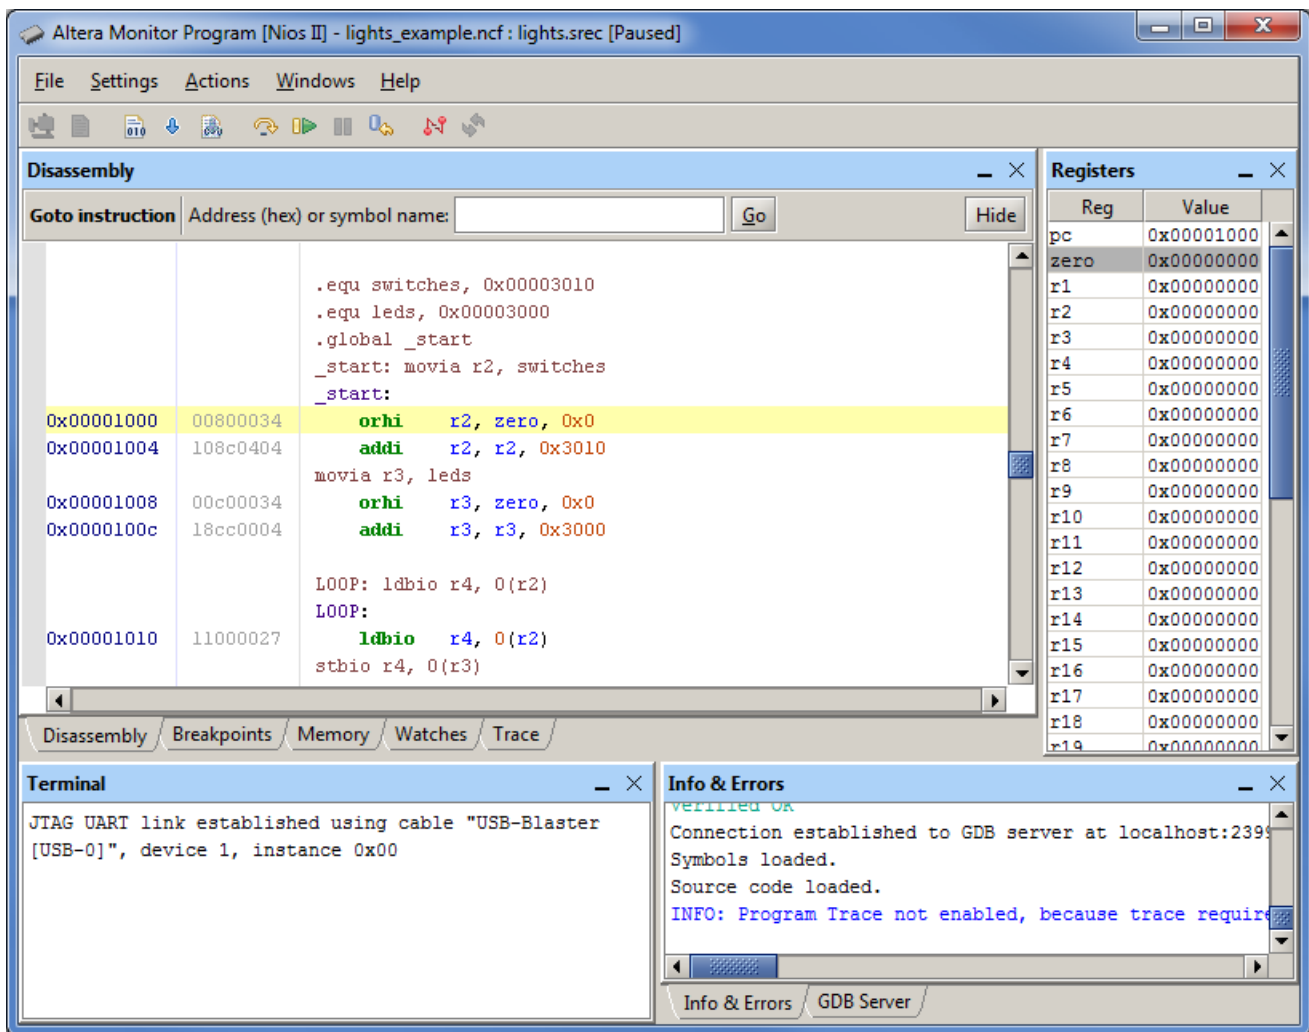 Altera Monitor Program [Nios II] - lights_example.ncf : lights.srec [Paused]
File Settings Actions Windows Help
Disassembly
Goto instruction Address (hex) or symbol name: Go Hide
.equ switches, 0x00003010
.equ leds, 0x00003000
.global _start
_start: movia r2, switches
_start:
0x00001000 00800034 orhi r2, zero, 0x0
0x00001004 108c0404 addi r2, r2, 0x3010
movia r3, leds
0x00001008 00c00034 orhi r3, zero, 0x0
0x0000100c 18cc0004 addi r3, r3, 0x3000
LOOP: ldbio r4, 0(r2)
LOOP:
0x00001010 11000027 ldbio r4, 0(r2)
stbio r4, 0(r3)
Disassembly Breakpoints Memory Watches Trace
Registers
Reg Value
pc 0x00001000
zero 0x00000000
r1 0x00000000
r2 0x00000000
r3 0x00000000
r4 0x00000000
r5 0x00000000
r6 0x00000000
r7 0x00000000
r8 0x00000000
r9 0x00000000
r10 0x00000000
r11 0x00000000
r12 0x00000000
r13 0x00000000
r14 0x00000000
r15 0x00000000
r16 0x00000000
r17 0x00000000
r18 0x00000000
r19 0x00000000
Terminal
JTAG UART link established using cable "USB-Blaster
[USB-0]", device 1, instance 0x00
Info & Errors
Verified OK
Connection established to GDB server at localhost:2399
Symbols loaded.
Source code loaded.
INFO: Program Trace not enabled, because trace require
Info & Errors GDB Server